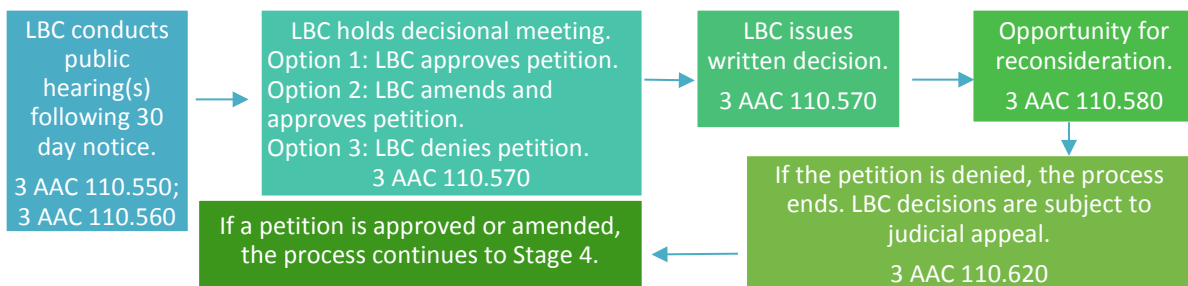 LBC conducts
public
hearing(s)
following 30
day notice.
3 AAC 110.550;
3 AAC 110.560
LBC holds decisional meeting.
Option 1: LBC approves petition.
Option 2: LBC amends and
approves petition.
Option 3: LBC denies petition.
3 AAC 110.570
LBC issues
written decision.
3 AAC 110.570
Opportunity for
reconsideration.
3 AAC 110.580
If the petition is denied, the process
ends. LBC decisions are subject to
judicial appeal.
3 AAC 110.620
If a petition is approved or amended,
the process continues to Stage 4.